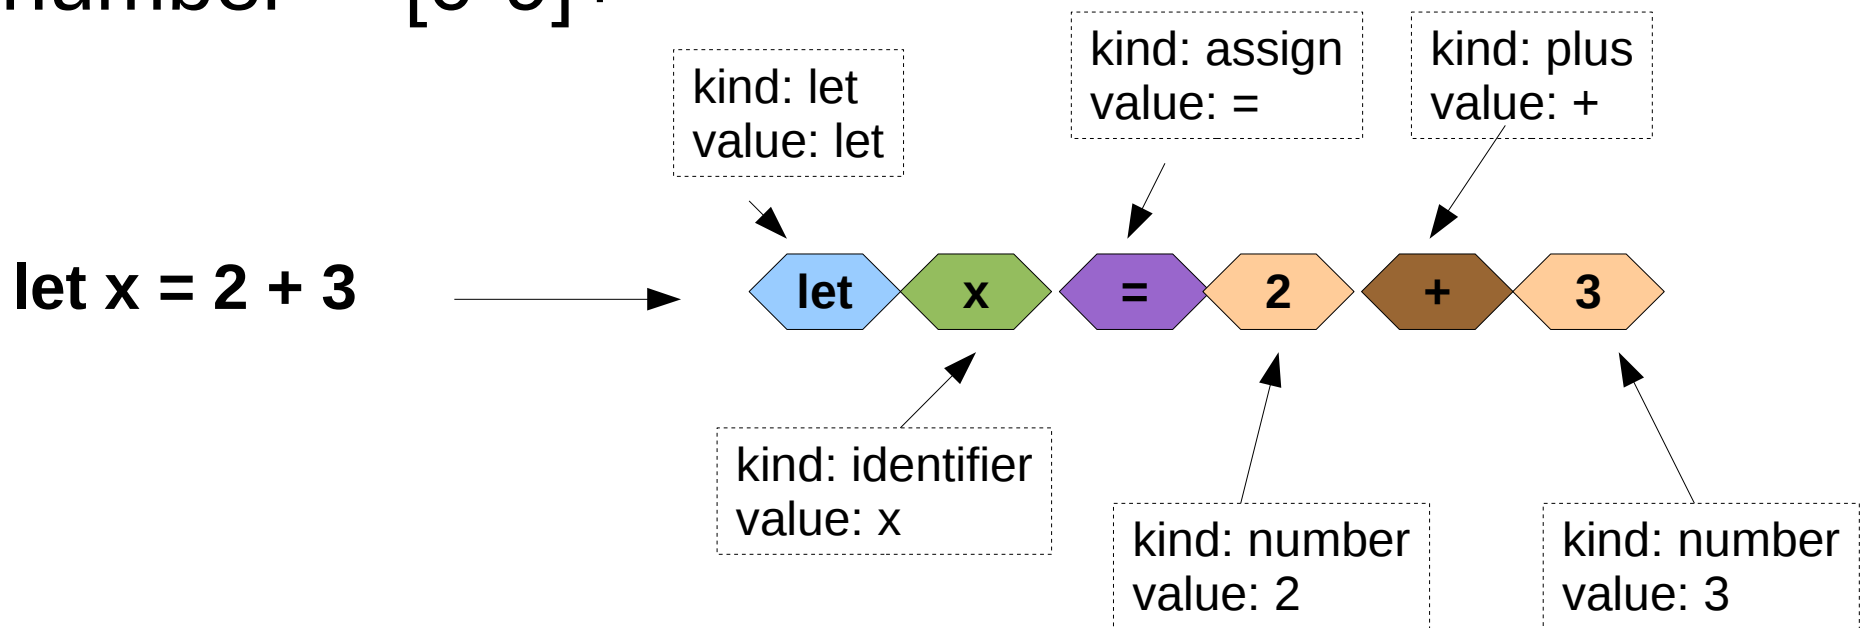 kind: let
value: let
kind: assign
value: =
kind: plus
value: +
let x = 2 + 3
let x = 2 + 3
kind: identifier
value: x
kind: number
value: 2
kind: number
value: 3